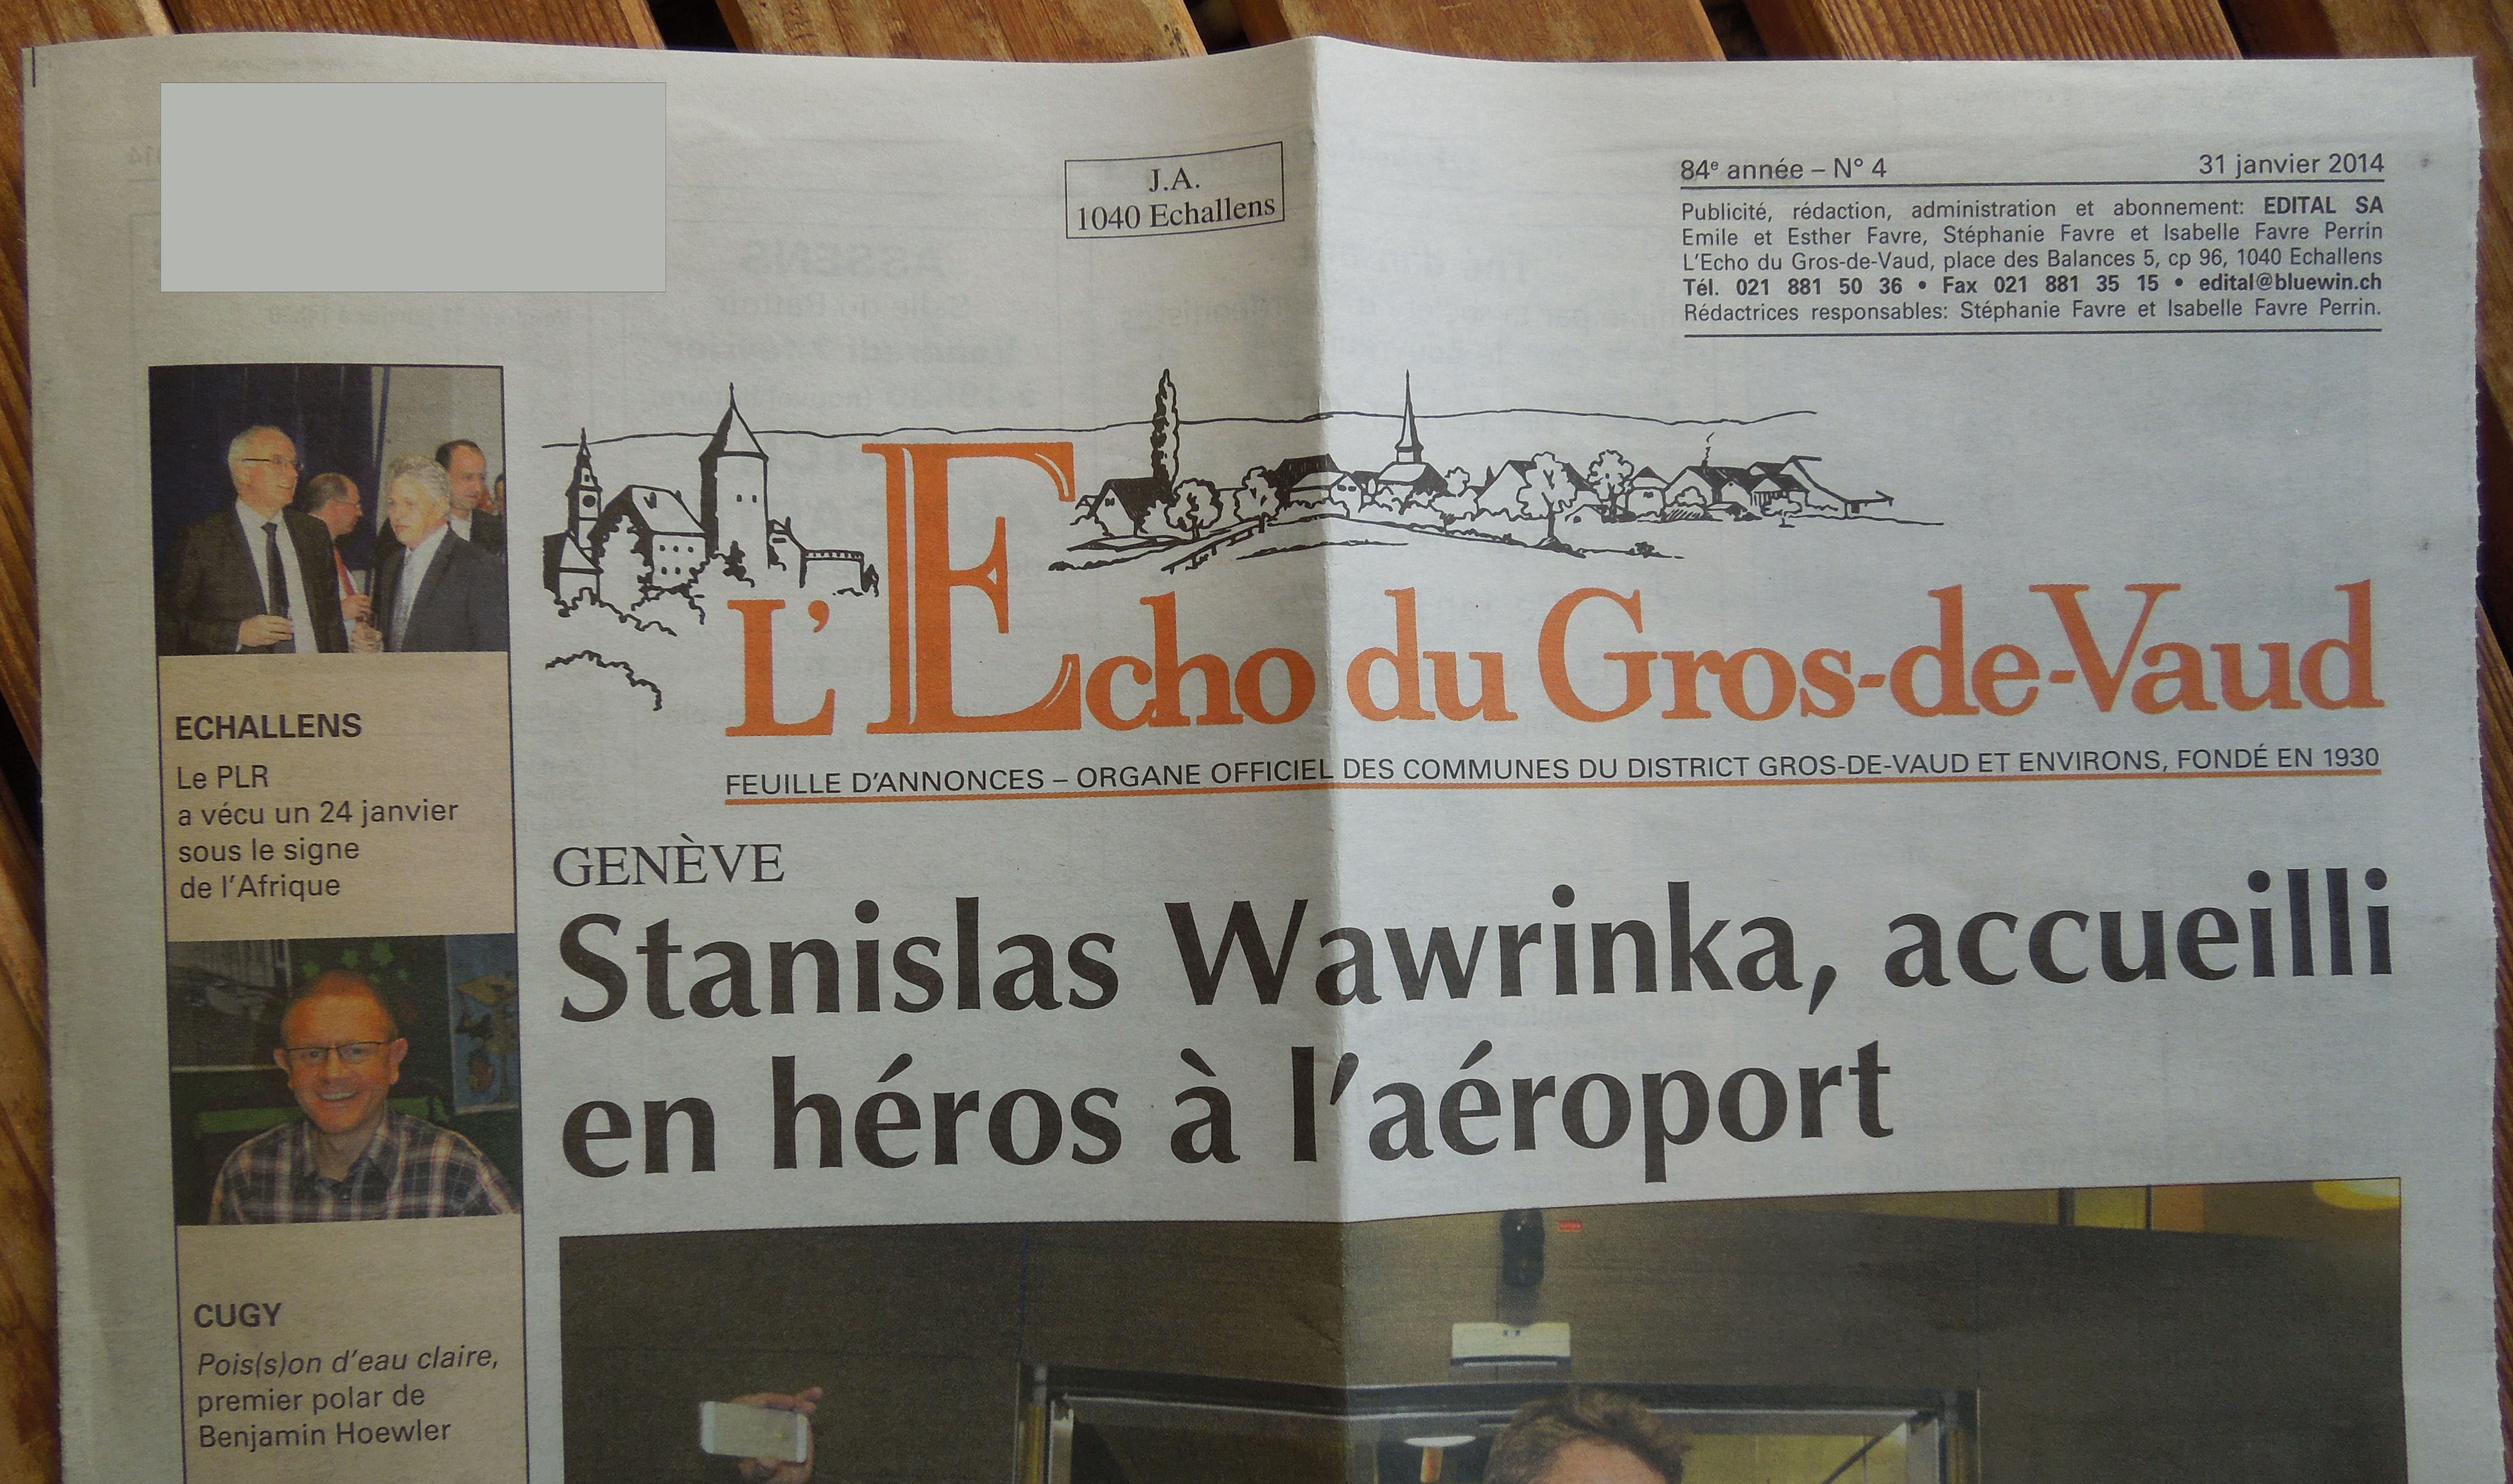 J.A.
1040 Echallens
84e année – N° 4 31 janvier 2014
Publicité, rédaction, administration et abonnement: EDITAL SA
Emile et Esther Favre, Stéphanie Favre et Isabelle Favre Perrin
L'Echo du Gros-de-Vaud, place des Balances 5, cp 96, 1040 Echallens
Tél. 021 881 50 36 • Fax 021 881 35 15 • edital@bluewin.ch
Rédactrices responsables: Stéphanie Favre et Isabelle Favre Perrin.
L'Echo du Gros-de-Vaud
FEUILLE D'ANNONCES – ORGANE OFFICIEL DES COMMUNES DU DISTRICT GROS-DE-VAUD ET ENVIRONS, FONDÉ EN 1930
ECHALLENS
Le PLR
a vécu un 24 janvier
sous le signe
de l'Afrique
CUGY
Pois(s)on d'eau claire,
premier polar de
Benjamin Hoewler
GENÈVE
Stanislas Wawrinka, accueilli
en héros à l'aéroport